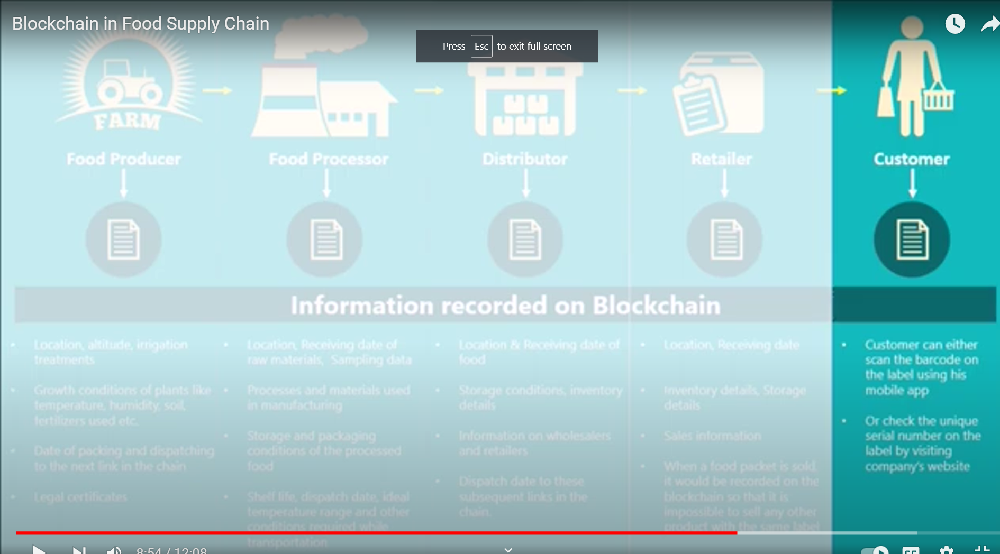 Blockchain in Food Supply Chain
Press Esc to exit full screen
FARM
Food Producer
Food Processor
Distributor
Retailer
Customer
Information recorded on Blockchain
• Location, altitude, irrigation
treatments
• Growth conditions of plants like
temperature, humidity, soil,
fertilizers used etc.
• Date of packing and dispatching
to the next link in the chain
• Legal certificates
• Location, Receiving date of
raw materials, Sampling data
• Processes and materials used
in manufacturing
• Storage and packaging
conditions of the processed
food
• Shelf life, dispatch date, ideal
temperature range and other
conditions required while
transportation
• Location & Receiving date of
food
• Storage conditions, inventory
details
• Information on wholesalers
and retailers
• Dispatch date to these
subsequent links in the
chain.
• Location, Receiving date
• Inventory details, Storage
details
• Sales information
• When a food packet is sold,
it would be recorded on the
blockchain so that it is
impossible to sell any other
product with the same label
• Customer can either
scan the barcode on
the label using his
mobile app
• Or check the unique
serial number on the
label by visiting
company's website
8:54 / 12:08
CC